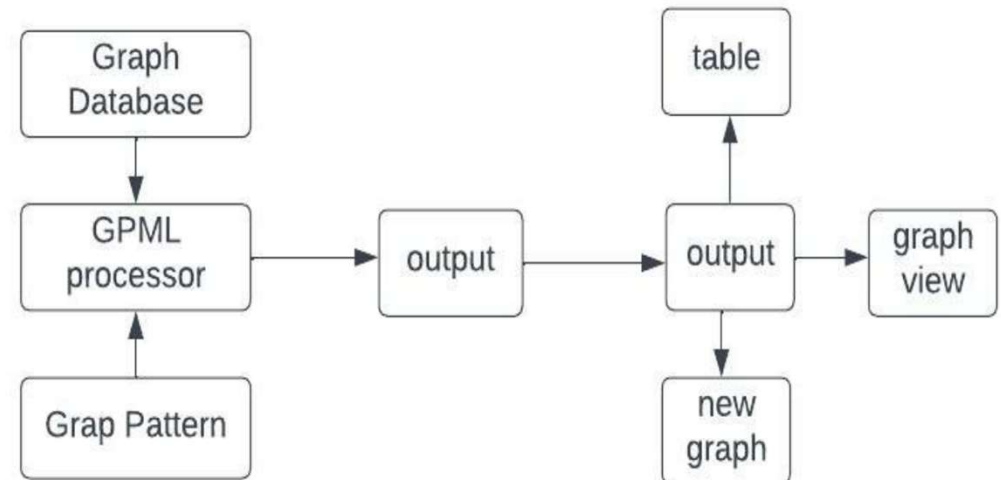 Graph
Database
GPML
processor
Grap Pattern
output
output
table
graph
view
new
graph